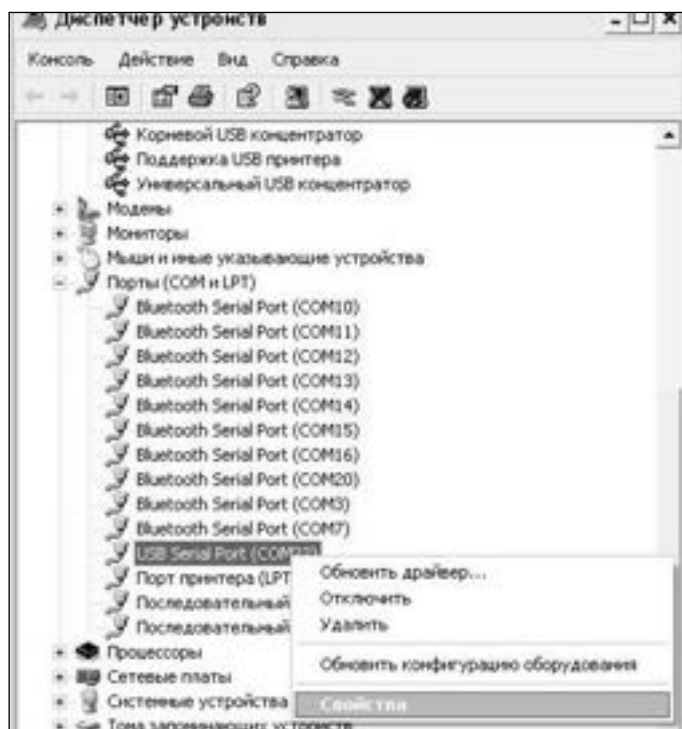 Диспетчер устройств
Консоль Действие Вид Справка
Корневой USB концентратор
Поддержка USB принтера
Универсальный USB концентратор
Модемы
Мониторы
Мыши и иные указывающие устройства
Порты (COM и LPT)
Bluetooth Serial Port (COM10)
Bluetooth Serial Port (COM11)
Bluetooth Serial Port (COM12)
Bluetooth Serial Port (COM13)
Bluetooth Serial Port (COM14)
Bluetooth Serial Port (COM15)
Bluetooth Serial Port (COM16)
Bluetooth Serial Port (COM20)
Bluetooth Serial Port (COM3)
Bluetooth Serial Port (COM7)
USB Serial Port
Порт принтера (LPT
Последовательный
Последовательный
Процессоры
Сетевые платы
Системные устройства
Тома запоминающих устройств
Обновить драйвер...
Отключить
Удалить
Обновить конфигурацию оборудования
Свойства